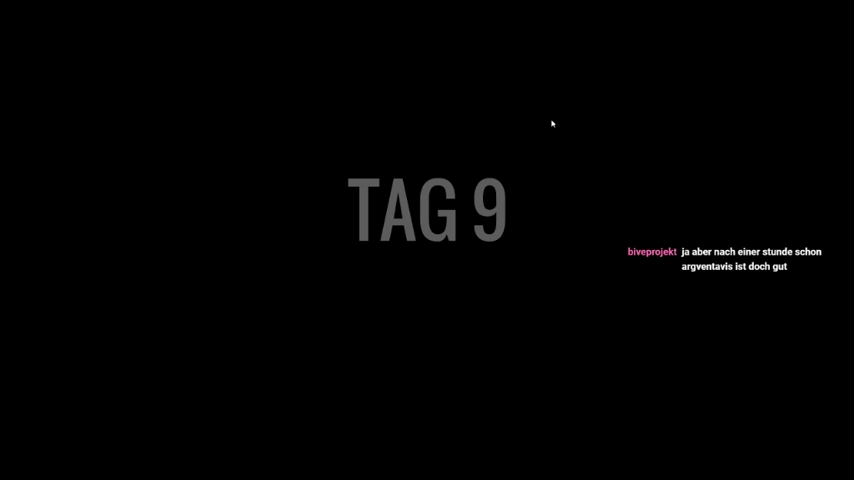 TAG 9
biveprojekt ja aber nach einer stunde schon
argventavis ist doch gut